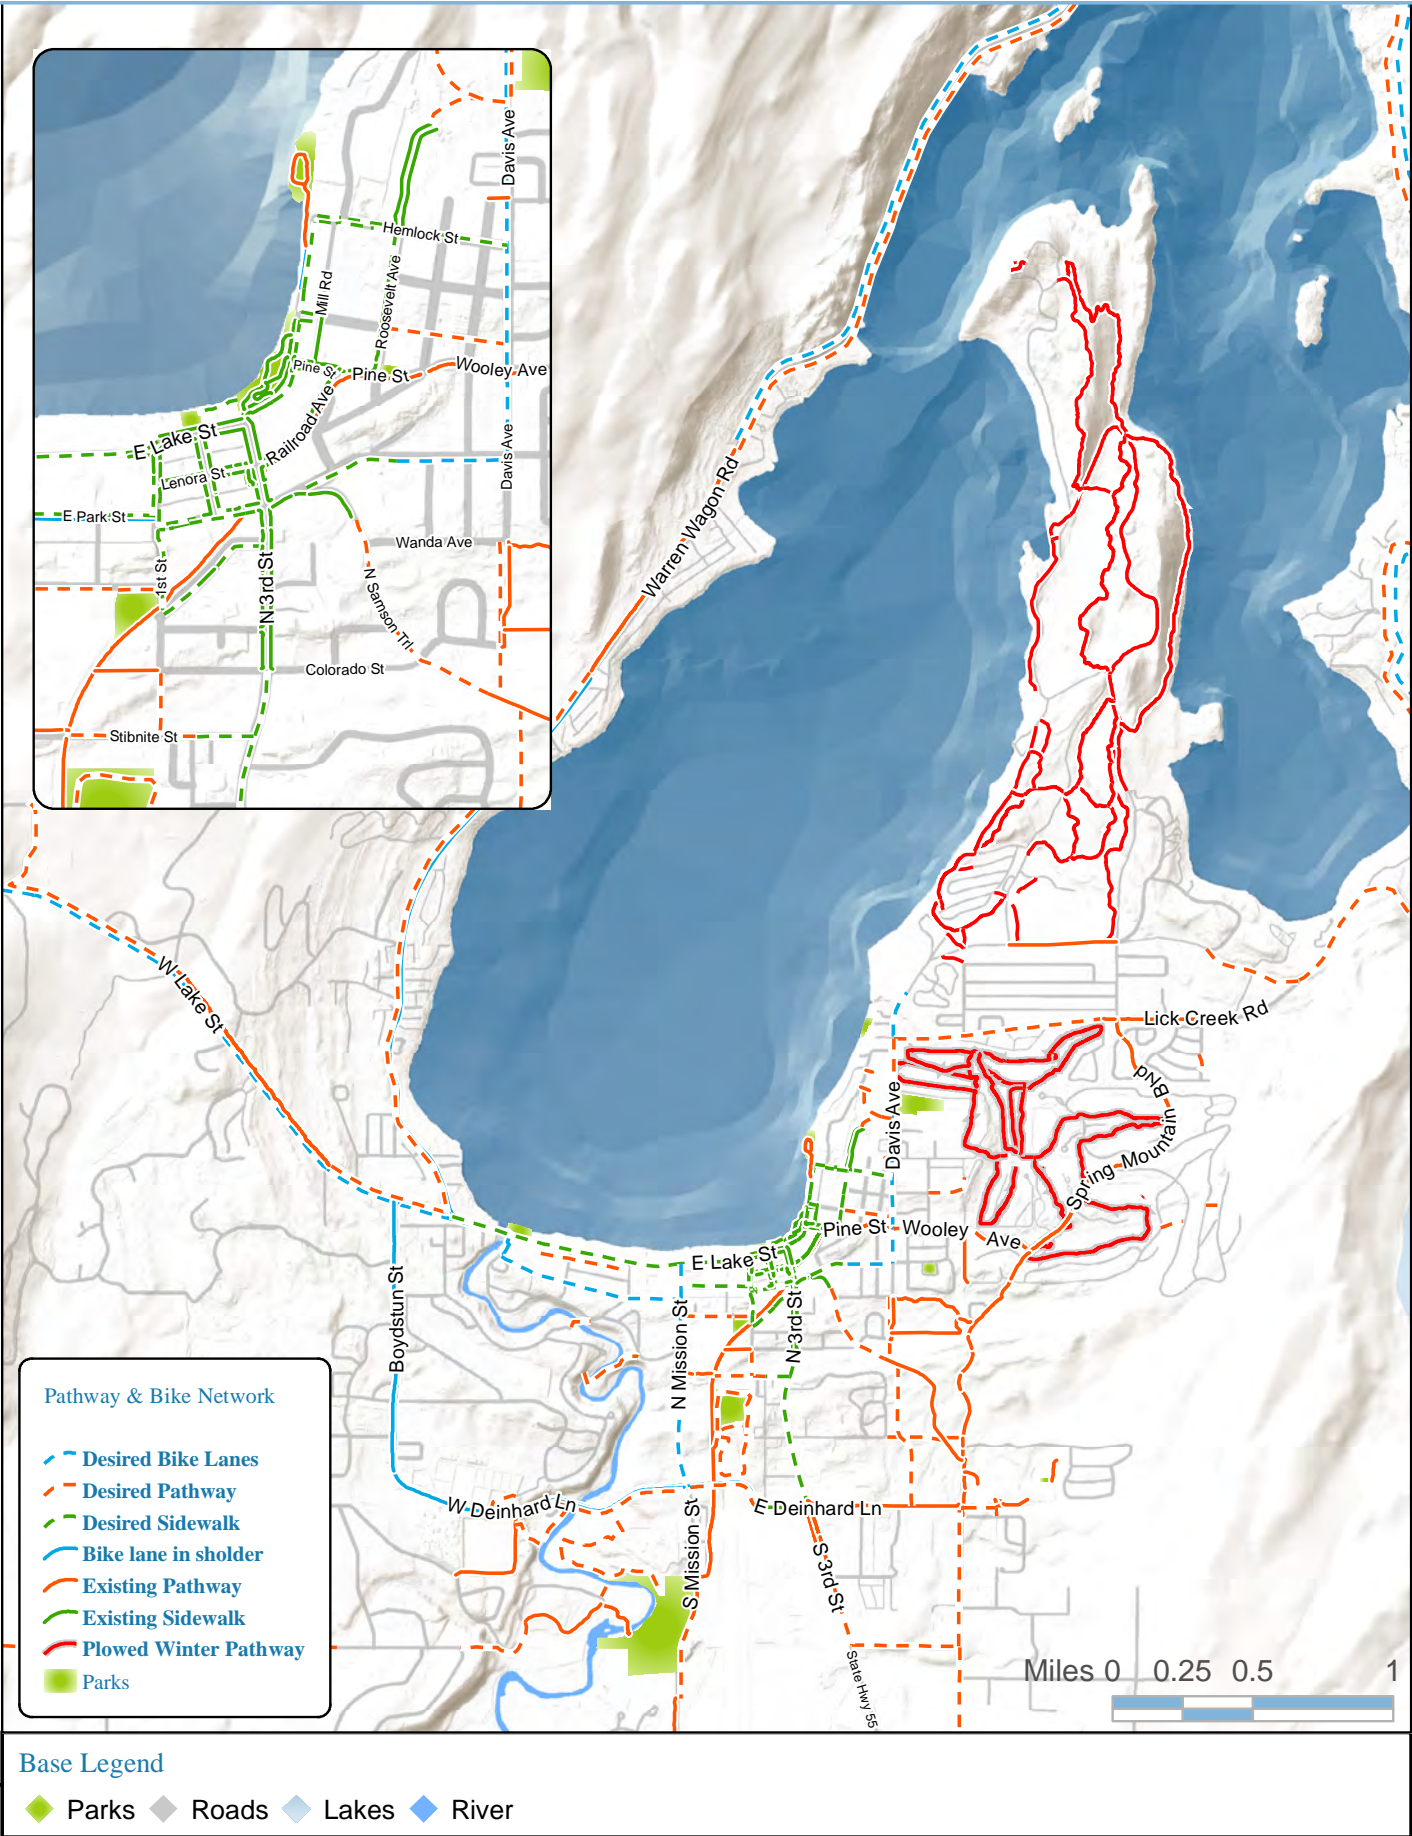 Davis Ave
Hemlock St
Mill Rd
Roosevelt Ave
Pine St
Pine St
Wooley Ave
Railroad Ave
E Lake St
Lenora St
Davis Ave
E Park St
Wanda Ave
1st St
N 3rd St
N Samson Trl
Colorado St
Stibnite St
Warren Wagon Rd
W Lake St
Lick Creek Rd
Spring Mountain Blvd
Davis Ave
Pine St
Wooley Ave
E Lake St
Boydstun St
N Mission St
N 3rd St
W Deinhard Ln
E Deinhard Ln
S Mission St
S 3rd St
State Hwy 55
Pathway & Bike Network
Desired Bike Lanes
Desired Pathway
Desired Sidewalk
Bike lane in sholder
Existing Pathway
Existing Sidewalk
Plowed Winter Pathway
Parks
Miles 0 0.25 0.5 1
Base Legend
Parks Roads Lakes River